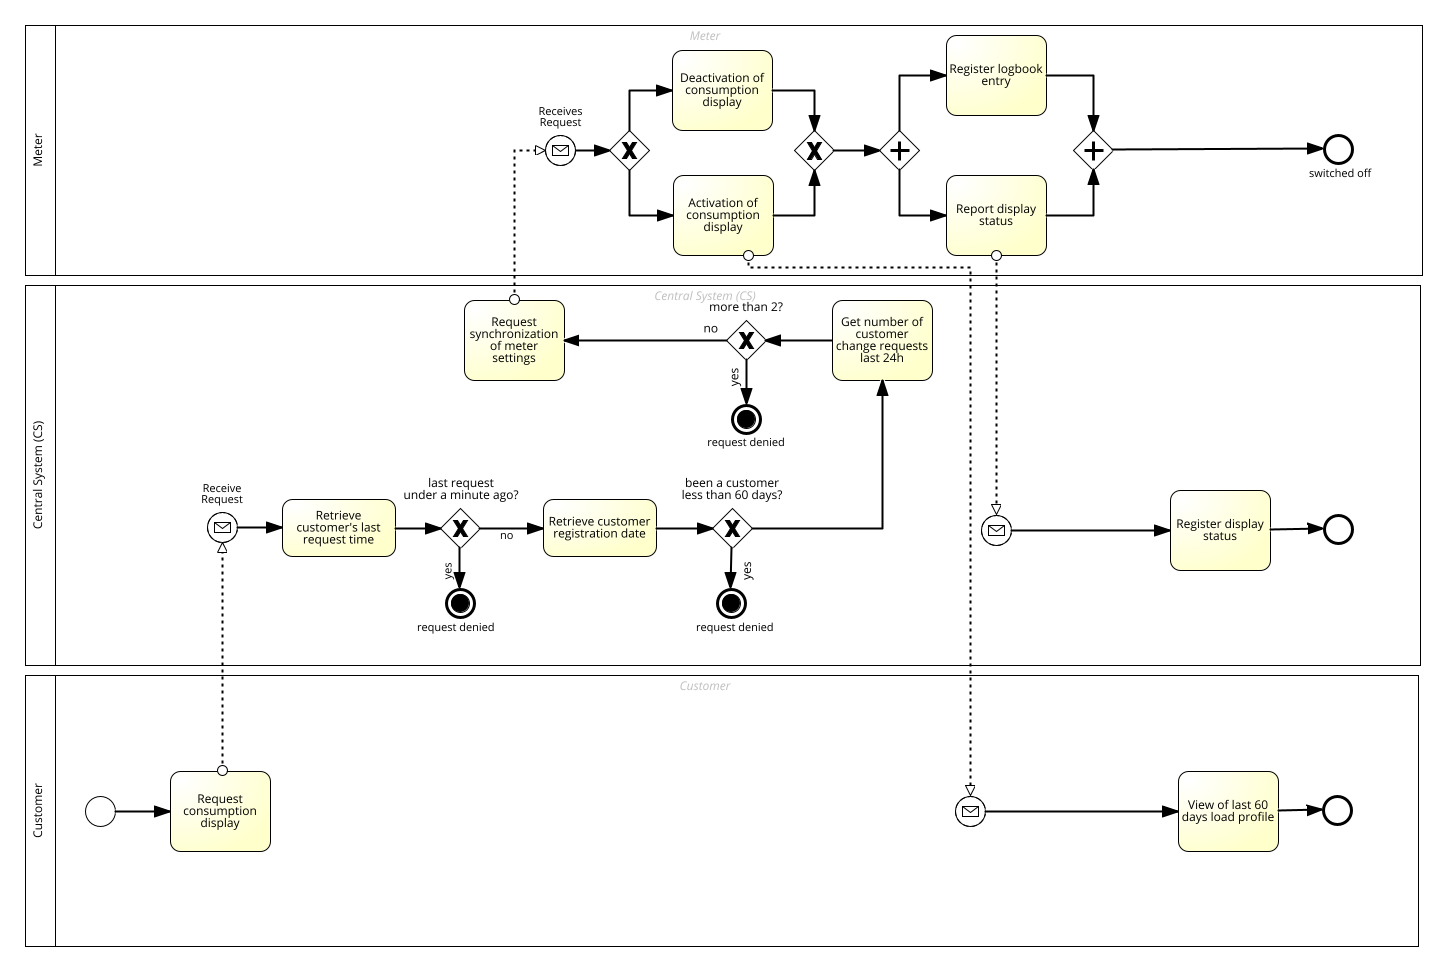 Meter
Meter
Deactivation of
consumption
display
Register logbook
entry
Receives
Request
Activation of
consumption
display
Report display
status
switched off
Central System (CS)
Central System (CS)
more than 2?
Request
synchronization
of meter
settings
no
Get number of
customer
change requests
last 24h
yes
request denied
Receive
Request
last request
under a minute ago?
been a customer
less than 60 days?
Retrieve
customer's last
request time
no
Retrieve customer
registration date
Register display
status
yes
yes
request denied
request denied
Customer
Customer
Request
consumption
display
View of last 60
days load profile